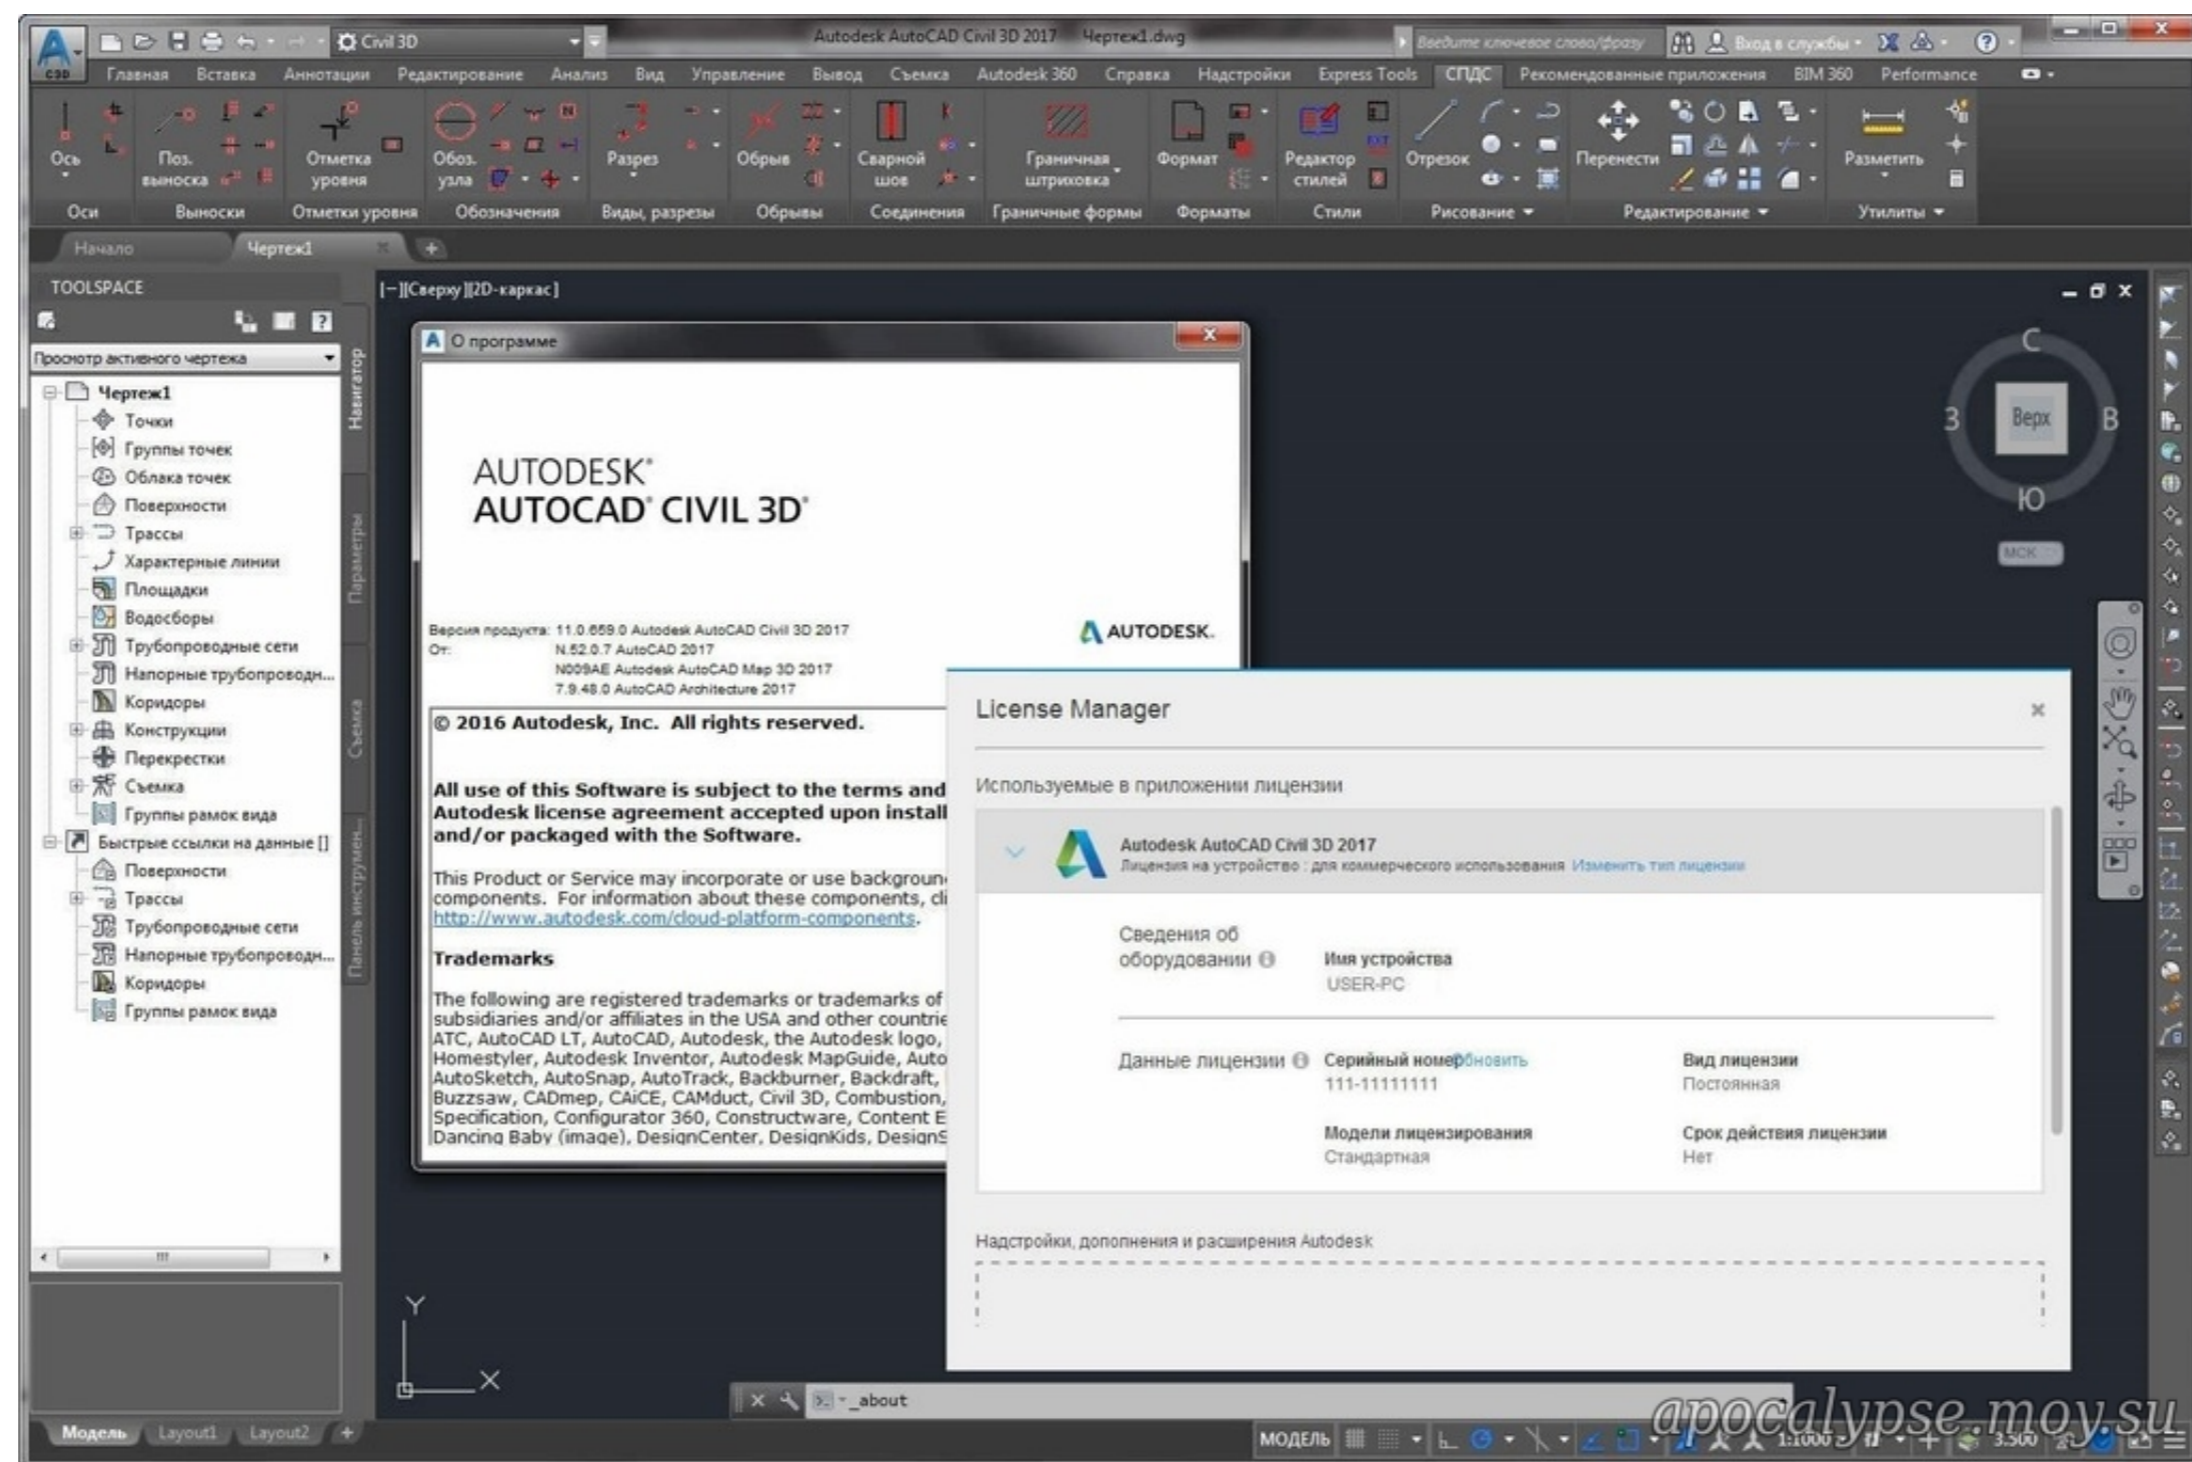 C3D
Civil 3D
Autodesk AutoCAD Civil 3D 2017 Чертеж1.dwg
Введите ключевое слово/фразу
Вход в службы
Главная Вставка Аннотации Редактирование Анализ Вид Управление Вывод Съемка Autodesk 360 Справка Надстройки Express Tools СПДС Рекомендованные приложения BIM 360 Performance
Ось
Поз.
выноска
Отметка
уровня
Обоз.
узла
Разрез
Обрыв
Сварной
шов
Граничная
штриховка
Формат
Редактор
стилей
Отрезок
Перенести
Разметить
Оси Выноски Отметки уровня Обозначения Виды, разрезы Обрывы Соединения Граничные формы Форматы Стили Рисование Редактирование Утилиты
Начало Чертеж1
TOOLSPACE
Просмотр активного чертежа
Чертеж1
Точки
Группы точек
Облака точек
Поверхности
Трассы
Характерные линии
Площадки
Водосборы
Трубопроводные сети
Напорные трубопроводн...
Коридоры
Конструкции
Перекрестки
Съемка
Группы рамок вида
Быстрые ссылки на данные []
Поверхности
Трассы
Трубопроводные сети
Напорные трубопроводн...
Коридоры
Группы рамок вида
Навигатор
Параметры
Съемка
Панель инструмен...
[−][Сверху][2D-каркас]
С
З
Верх
В
Ю
МСК
О программе
AUTODESK®
AUTOCAD® CIVIL 3D®
Версия продукта: 11.0.659.0 Autodesk AutoCAD Civil 3D 2017
От: N.52.0.7 AutoCAD 2017
N009AE Autodesk AutoCAD Map 3D 2017
7.9.48.0 AutoCAD Architecture 2017
AUTODESK.
© 2016 Autodesk, Inc. All rights reserved.
All use of this Software is subject to the terms and
Autodesk license agreement accepted upon install
and/or packaged with the Software.
This Product or Service may incorporate or use backgroun
components. For information about these components, cli
http://www.autodesk.com/cloud-platform-components.
Trademarks
The following are registered trademarks or trademarks of
subsidiaries and/or affiliates in the USA and other countrie
ATC, AutoCAD LT, AutoCAD, Autodesk, the Autodesk logo,
Homestyler, Autodesk Inventor, Autodesk MapGuide, Auto
AutoSketch, AutoSnap, AutoTrack, Backburner, Backdraft,
Buzzsaw, CADmep, CAiCE, CAMduct, Civil 3D, Combustion,
Specification, Configurator 360, Constructware, Content E
Dancing Baby (image), DesignCenter, DesignKids, DesignS
License Manager
Используемые в приложении лицензии
Autodesk AutoCAD Civil 3D 2017
Лицензия на устройство : для коммерческого использования Изменить тип лицензии
Сведения об
оборудовании
Имя устройства
USER-PC
Данные лицензии
Серийный номер Обновить
111-11111111
Вид лицензии
Постоянная
Модели лицензирования
Стандартная
Срок действия лицензии
Нет
Надстройки, дополнения и расширения Autodesk
Y
X
_about
apocalypse.moy.su
Модель Layout1 Layout2 +
МОДЕЛЬ 1:1000 3.500